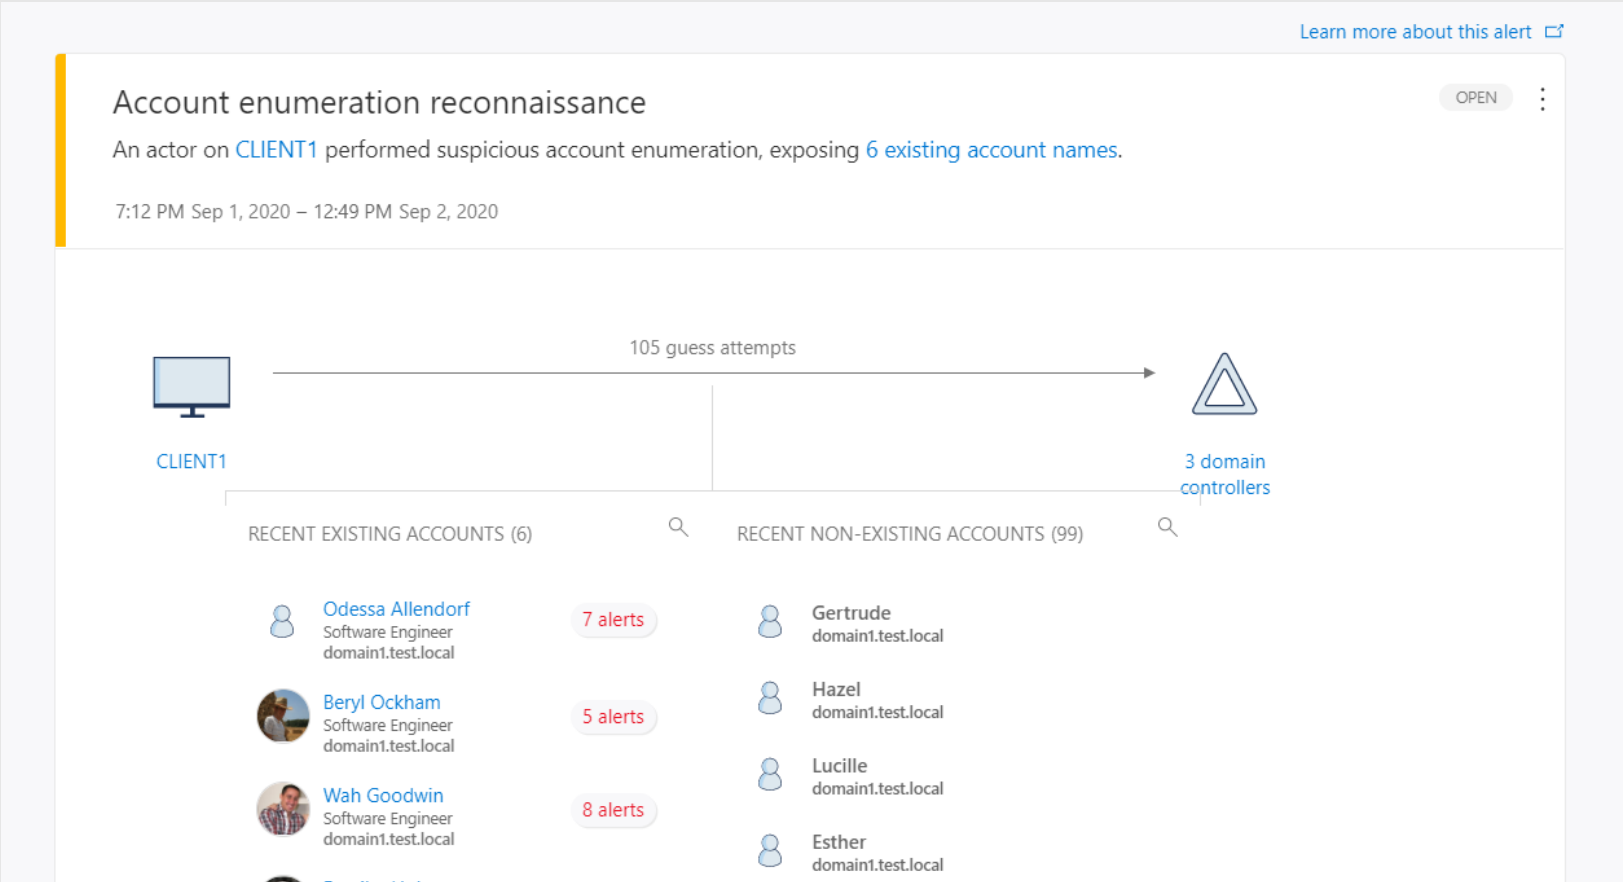 Learn more about this alert
Account enumeration reconnaissance
OPEN
An actor on CLIENT1 performed suspicious account enumeration, exposing 6 existing account names.
7:12 PM Sep 1, 2020 – 12:49 PM Sep 2, 2020
105 guess attempts
CLIENT1
3 domain
controllers
RECENT EXISTING ACCOUNTS (6)
Odessa Allendorf
Software Engineer
domain1.test.local
7 alerts
Beryl Ockham
Software Engineer
domain1.test.local
5 alerts
Wah Goodwin
Software Engineer
domain1.test.local
8 alerts
RECENT NON-EXISTING ACCOUNTS (99)
Gertrude
domain1.test.local
Hazel
domain1.test.local
Lucille
domain1.test.local
Esther
domain1.test.local